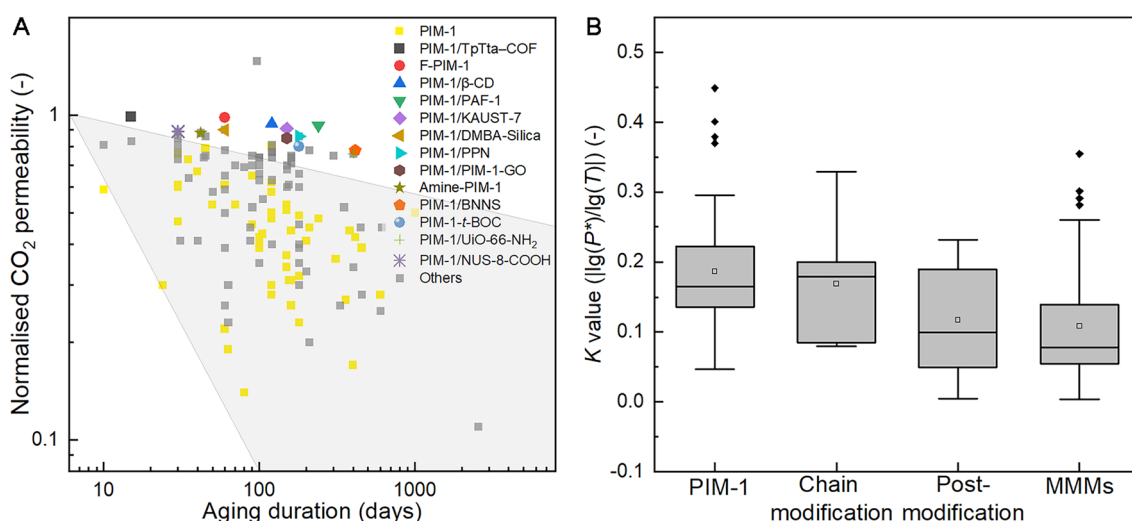 A
Normalised CO₂ permeability (-)
1
0.1
10
100
1000
Aging duration (days)
PIM-1
PIM-1/TpTta–COF
F-PIM-1
PIM-1/β-CD
PIM-1/PAF-1
PIM-1/KAUST-7
PIM-1/DMBA-Silica
PIM-1/PPN
PIM-1/PIM-1-GO
Amine-PIM-1
PIM-1/BNNS
PIM-1-t-BOC
PIM-1/UiO-66-NH₂
PIM-1/NUS-8-COOH
Others
B
K value (|lg(P*)/lg(T)|) (-)
0.5
0.4
0.3
0.2
0.1
0.0
-0.1
PIM-1
Chain
modification
Post-
modification
MMMs